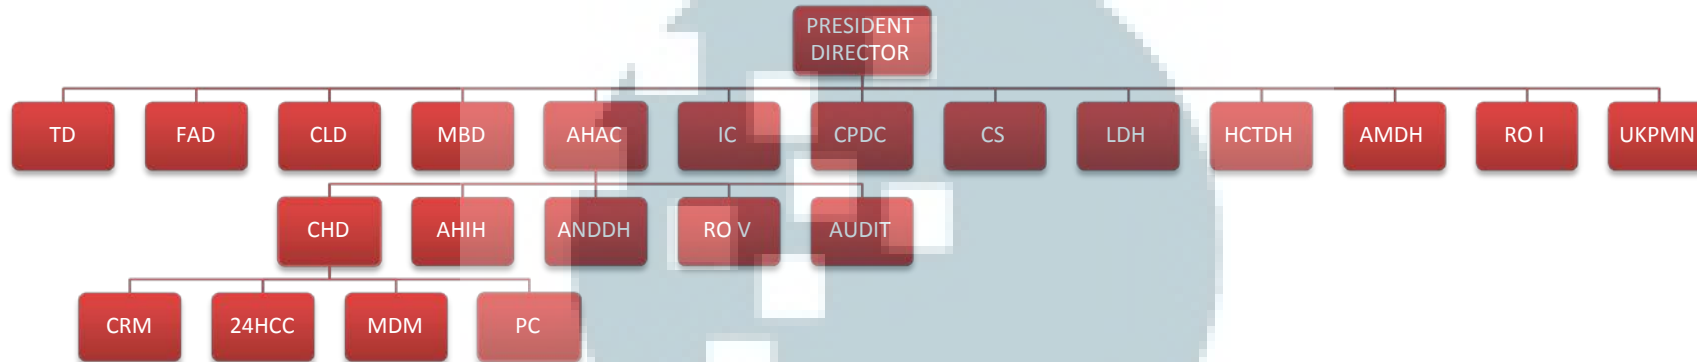 PRESIDENT
DIRECTOR
TD
FAD
CLD
MBD
AHAC
IC
CPDC
CS
LDH
HCTDH
AMDH
RO I
UKPMN
CHD
AHIH
ANDDH
RO V
AUDIT
CRM
24HCC
MDM
PC